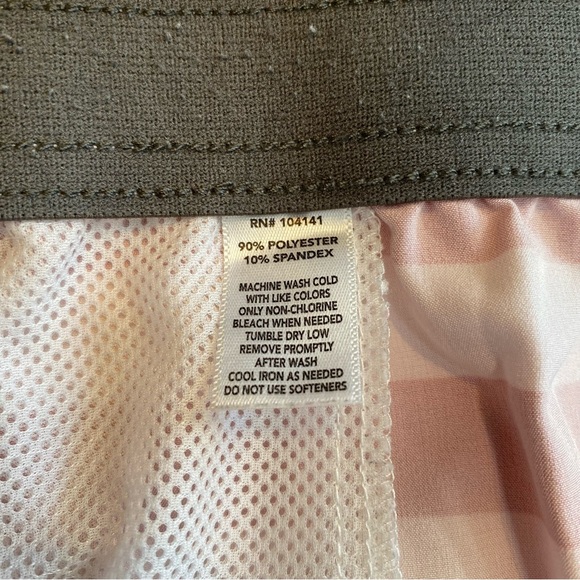 RN# 104141
90% POLYESTER
10% SPANDEX
MACHINE WASH COLD
WITH LIKE COLORS
ONLY NON-CHLORINE
BLEACH WHEN NEEDED
TUMBLE DRY LOW
REMOVE PROMPTLY
AFTER WASH
COOL IRON AS NEEDED
DO NOT USE SOFTENERS